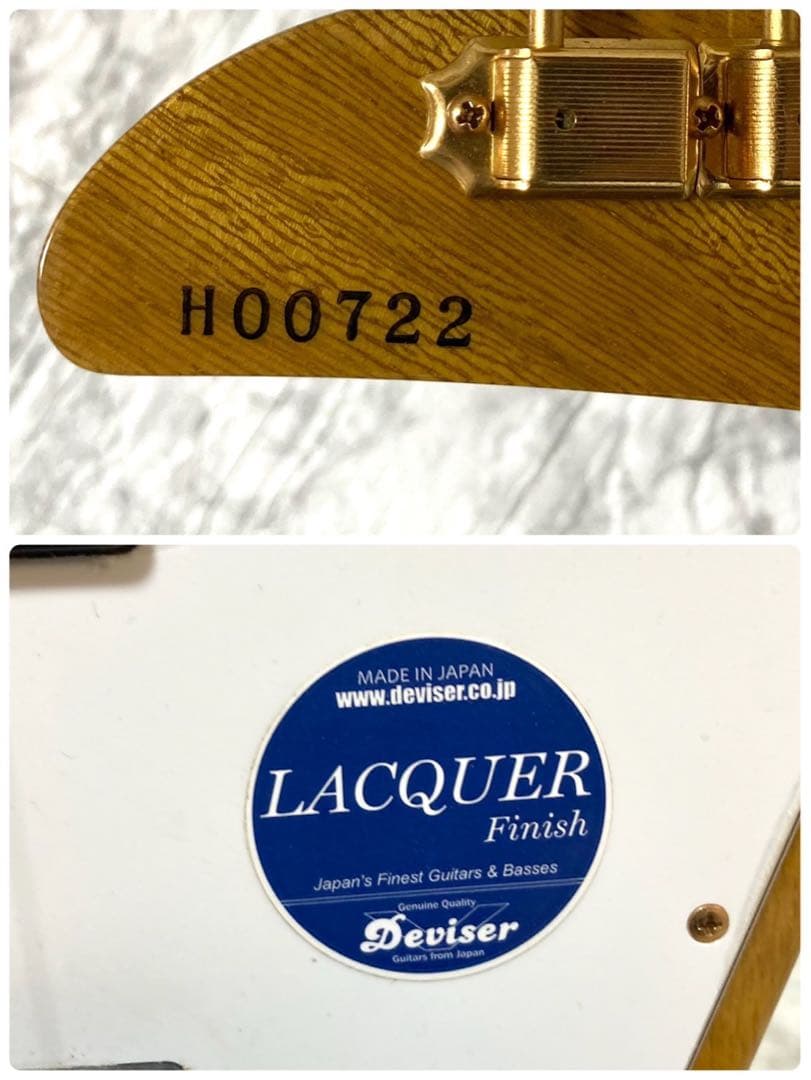 H00722
MADE IN JAPAN
www.deviser.co.jp
LACQUER
Finish
Japan's Finest Guitars & Basses
Genuine Quality
Deviser
Guitars from Japan